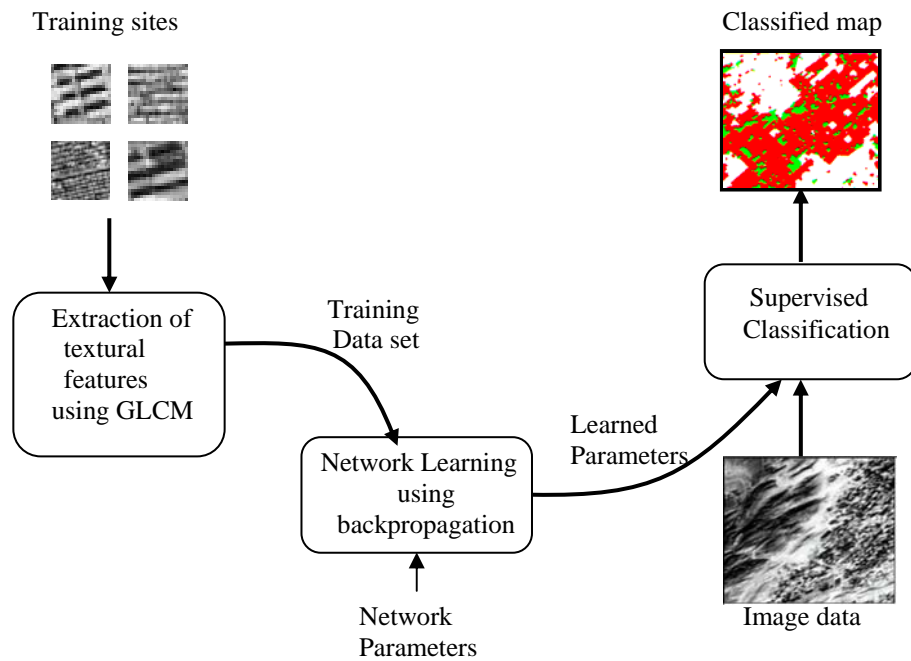 Training sites
Classified map
Extraction of
textural
features
using GLCM
Training
Data set
Supervised
Classification
Learned
Parameters
Network Learning
using
backpropagation
Network
Parameters
Image data